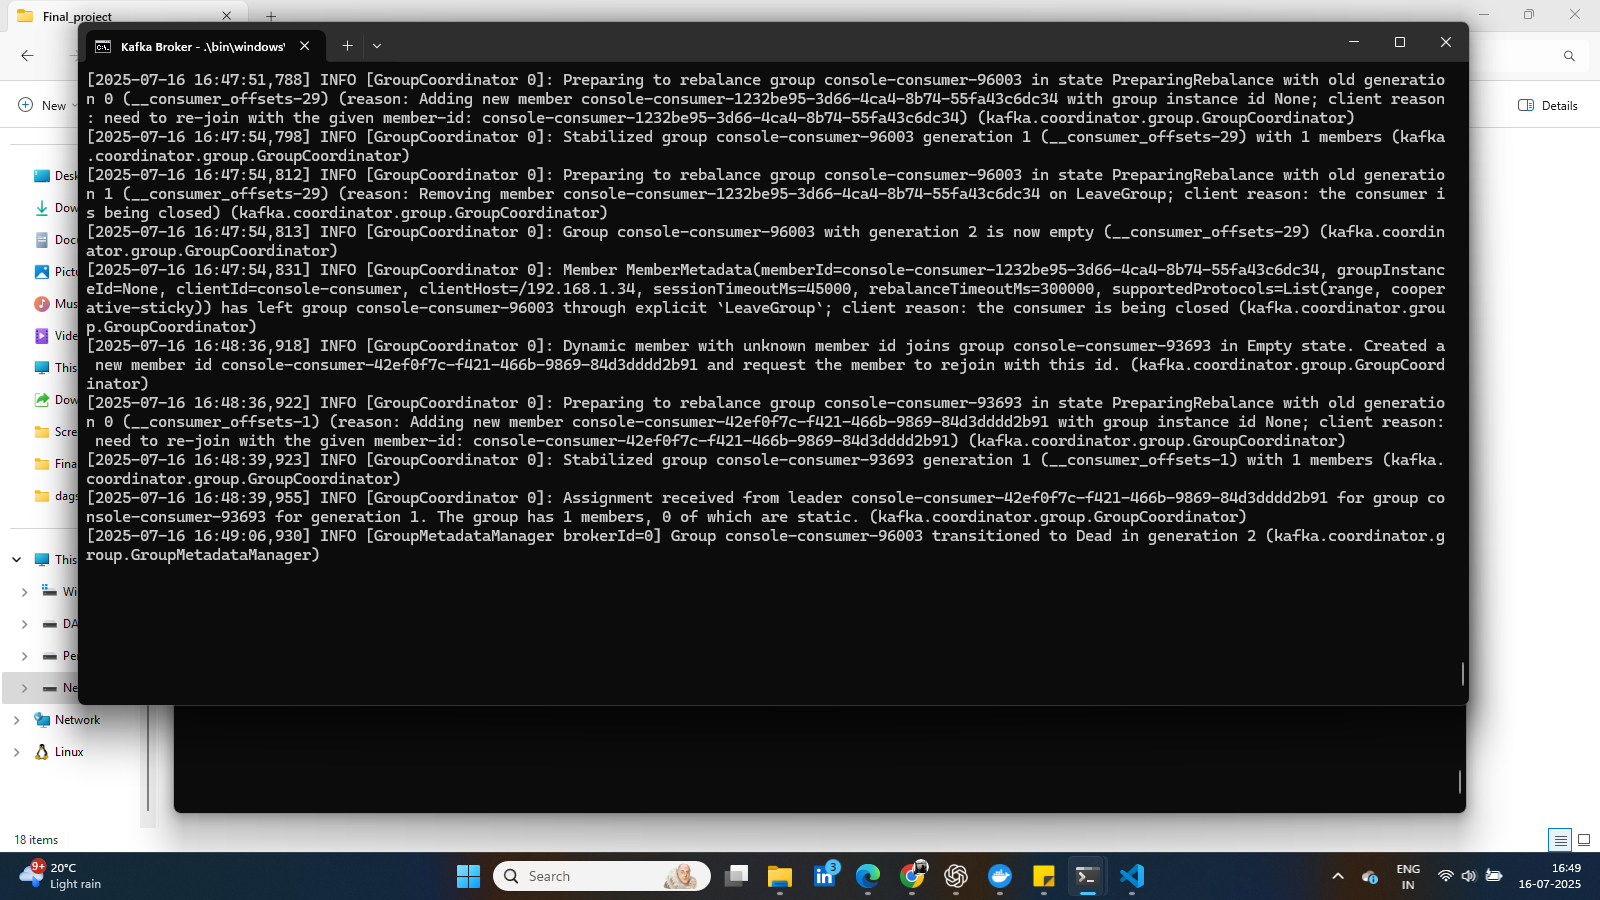 Final_project
Kafka Broker - .\bin\windows\
New
Details
[2025-07-16 16:47:51,788] INFO [GroupCoordinator 0]: Preparing to rebalance group console-consumer-96003 in state PreparingRebalance with old generatio
n 0 (__consumer_offsets-29) (reason: Adding new member console-consumer-1232be95-3d66-4ca4-8b74-55fa43c6dc34 with group instance id None; client reason
: need to re-join with the given member-id: console-consumer-1232be95-3d66-4ca4-8b74-55fa43c6dc34) (kafka.coordinator.group.GroupCoordinator)
[2025-07-16 16:47:54,798] INFO [GroupCoordinator 0]: Stabilized group console-consumer-96003 generation 1 (__consumer_offsets-29) with 1 members (kafka
.coordinator.group.GroupCoordinator)
[2025-07-16 16:47:54,812] INFO [GroupCoordinator 0]: Preparing to rebalance group console-consumer-96003 in state PreparingRebalance with old generatio
n 1 (__consumer_offsets-29) (reason: Removing member console-consumer-1232be95-3d66-4ca4-8b74-55fa43c6dc34 on LeaveGroup; client reason: the consumer i
s being closed) (kafka.coordinator.group.GroupCoordinator)
[2025-07-16 16:47:54,813] INFO [GroupCoordinator 0]: Group console-consumer-96003 with generation 2 is now empty (__consumer_offsets-29) (kafka.coordin
ator.group.GroupCoordinator)
[2025-07-16 16:47:54,831] INFO [GroupCoordinator 0]: Member MemberMetadata(memberId=console-consumer-1232be95-3d66-4ca4-8b74-55fa43c6dc34, groupInstanc
eId=None, clientId=console-consumer, clientHost=/192.168.1.34, sessionTimeoutMs=45000, rebalanceTimeoutMs=300000, supportedProtocols=List(range, cooper
ative-sticky)) has left group console-consumer-96003 through explicit `LeaveGroup`; client reason: the consumer is being closed (kafka.coordinator.grou
p.GroupCoordinator)
[2025-07-16 16:48:36,918] INFO [GroupCoordinator 0]: Dynamic member with unknown member id joins group console-consumer-93693 in Empty state. Created a
new member id console-consumer-42ef0f7c-f421-466b-9869-84d3dddd2b91 and request the member to rejoin with this id. (kafka.coordinator.group.GroupCoord
inator)
[2025-07-16 16:48:36,922] INFO [GroupCoordinator 0]: Preparing to rebalance group console-consumer-93693 in state PreparingRebalance with old generatio
n 0 (__consumer_offsets-1) (reason: Adding new member console-consumer-42ef0f7c-f421-466b-9869-84d3dddd2b91 with group instance id None; client reason:
need to re-join with the given member-id: console-consumer-42ef0f7c-f421-466b-9869-84d3dddd2b91) (kafka.coordinator.group.GroupCoordinator)
[2025-07-16 16:48:39,923] INFO [GroupCoordinator 0]: Stabilized group console-consumer-93693 generation 1 (__consumer_offsets-1) with 1 members (kafka.
coordinator.group.GroupCoordinator)
[2025-07-16 16:48:39,955] INFO [GroupCoordinator 0]: Assignment received from leader console-consumer-42ef0f7c-f421-466b-9869-84d3dddd2b91 for group co
nsole-consumer-93693 for generation 1. The group has 1 members, 0 of which are static. (kafka.coordinator.group.GroupCoordinator)
[2025-07-16 16:49:06,930] INFO [GroupMetadataManager brokerId=0] Group console-consumer-96003 transitioned to Dead in generation 2 (kafka.coordinator.g
roup.GroupMetadataManager)
Desk
Dow
Docu
Pictu
Mus
Vide
This
Dow
Scre
Fina
dags
This
Wi
DA
Per
Ne
Network
Linux
18 items
9+
20°C
Light rain
Search
3
ENG
IN
16:49
16-07-2025